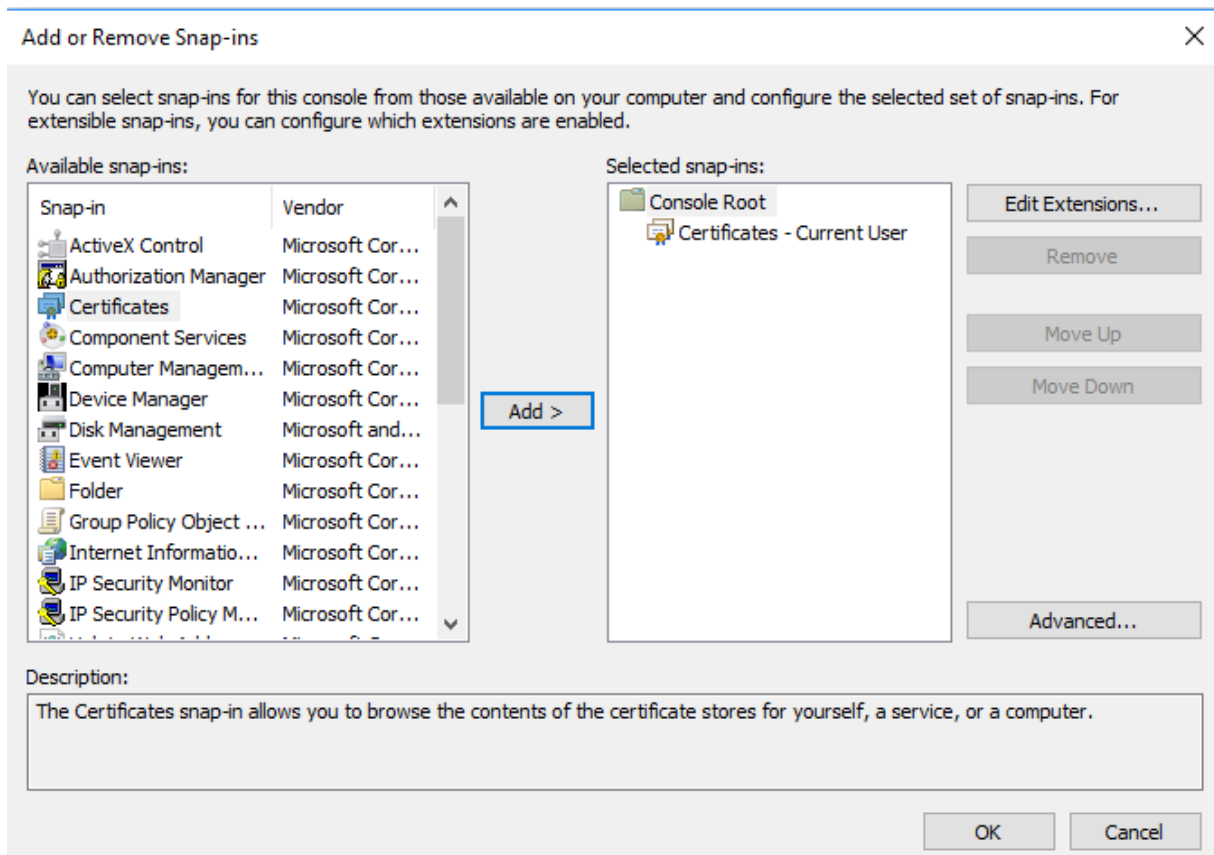 Add or Remove Snap-ins
You can select snap-ins for this console from those available on your computer and configure the selected set of snap-ins. For
extensible snap-ins, you can configure which extensions are enabled.
Available snap-ins:
Snap-in Vendor
ActiveX Control Microsoft Cor...
Authorization Manager Microsoft Cor...
Certificates Microsoft Cor...
Component Services Microsoft Cor...
Computer Managem... Microsoft Cor...
Device Manager Microsoft Cor...
Disk Management Microsoft and...
Event Viewer Microsoft Cor...
Folder Microsoft Cor...
Group Policy Object ... Microsoft Cor...
Internet Informatio... Microsoft Cor...
IP Security Monitor Microsoft Cor...
IP Security Policy M... Microsoft Cor...
Add >
Selected snap-ins:
Console Root
Certificates - Current User
Edit Extensions...
Remove
Move Up
Move Down
Advanced...
Description:
The Certificates snap-in allows you to browse the contents of the certificate stores for yourself, a service, or a computer.
OK
Cancel